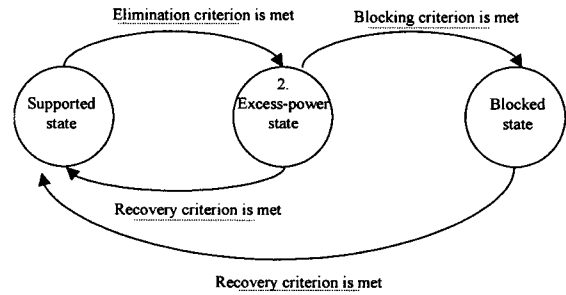 Elimination criterion is met
Blocking criterion is met
Supported
state
2.
Excess-power
state
Blocked
state
Recovery criterion is met
Recovery criterion is met